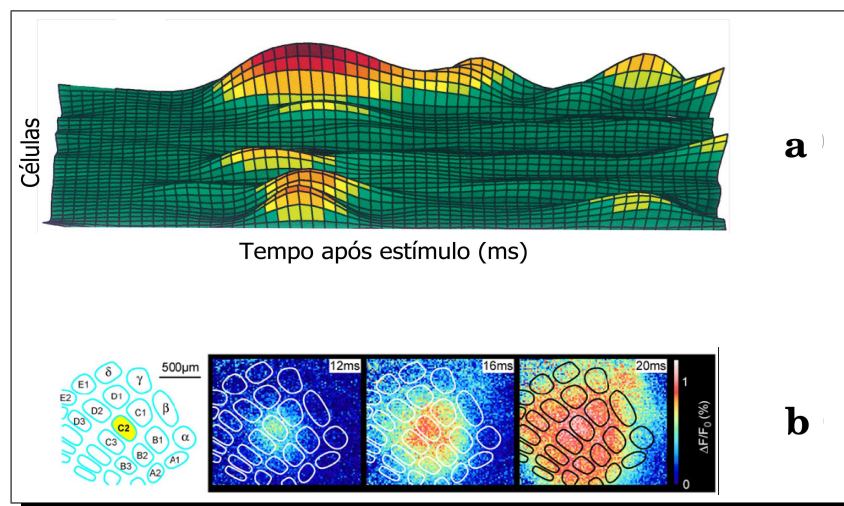 Células
a
Tempo após estímulo (ms)
500µm
12ms
16ms
20ms
δ
γ
E1
D1
E2
D2
C1
β
D3
C2
C3
B1
α
B2
A1
B3
A2
1
ΔF/F₀ (%)
0
b